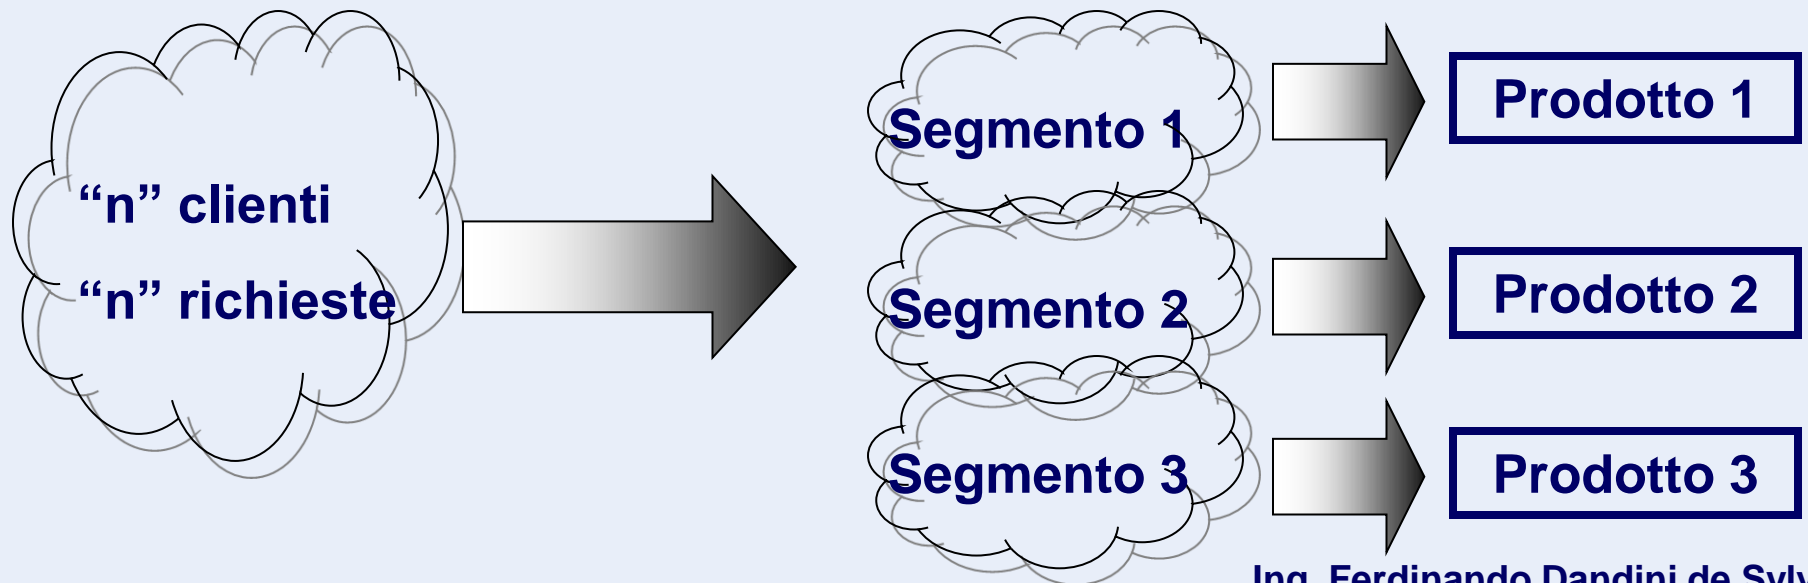 “n” clienti
“n” richieste
Segmento 1
Prodotto 1
Segmento 2
Prodotto 2
Segmento 3
Prodotto 3
Ing. Ferdinando Dandini de